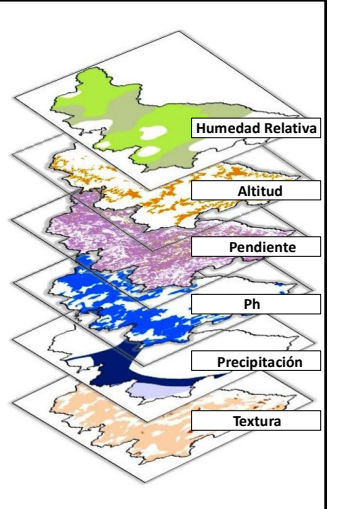 Humedad Relativa
Altitud
Pendiente
Ph
Precipitación
Textura